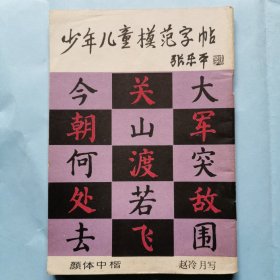 少年儿童模范字帖
张乐平
今 关 大
朝 山 军
何 渡 突
处 若 敌
去 飞 围
颜体中楷
赵冷月写